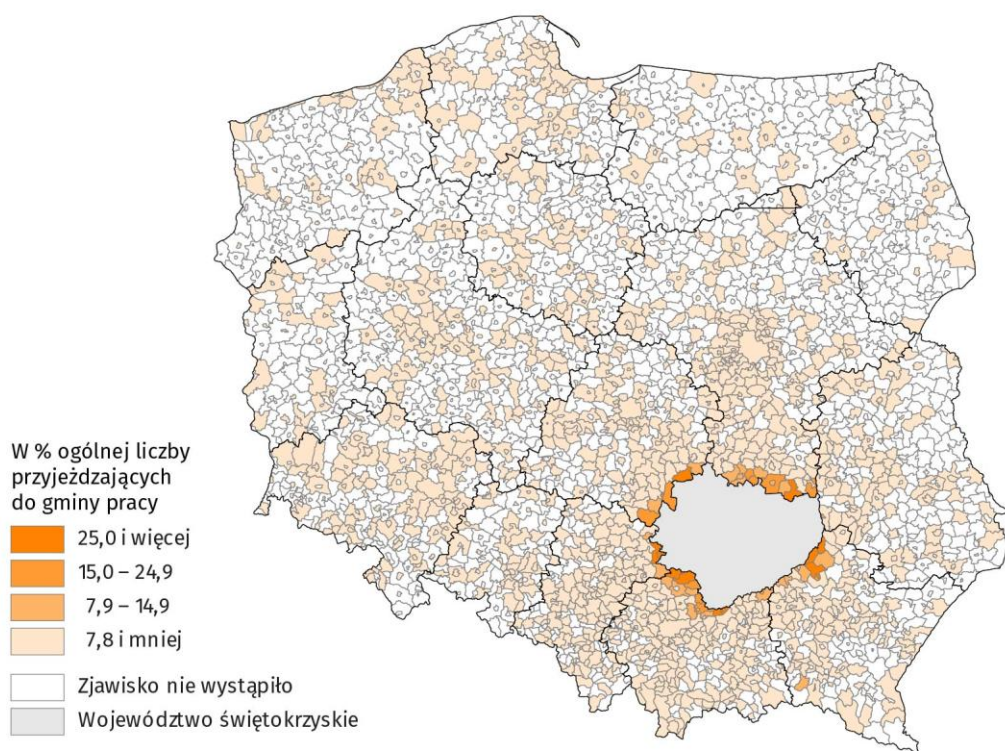 W % ogólnej liczby
przyjeżdzających
do gminy pracy
25,0 i więcej
15,0 – 24,9
7,9 – 14,9
7,8 i mniej
Zjawisko nie wystąpiło
Województwo świętokrzyskie